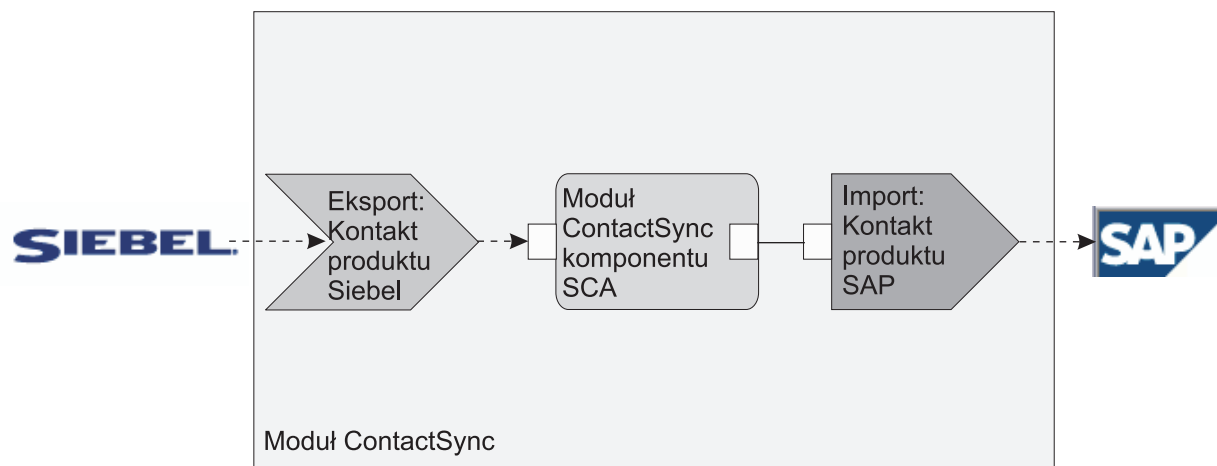 SIEBEL.
Eksport:
Kontakt
produktu
Siebel
Moduł
ContactSync
komponentu
SCA
Import:
Kontakt
produktu
SAP
SAP
Moduł ContactSync